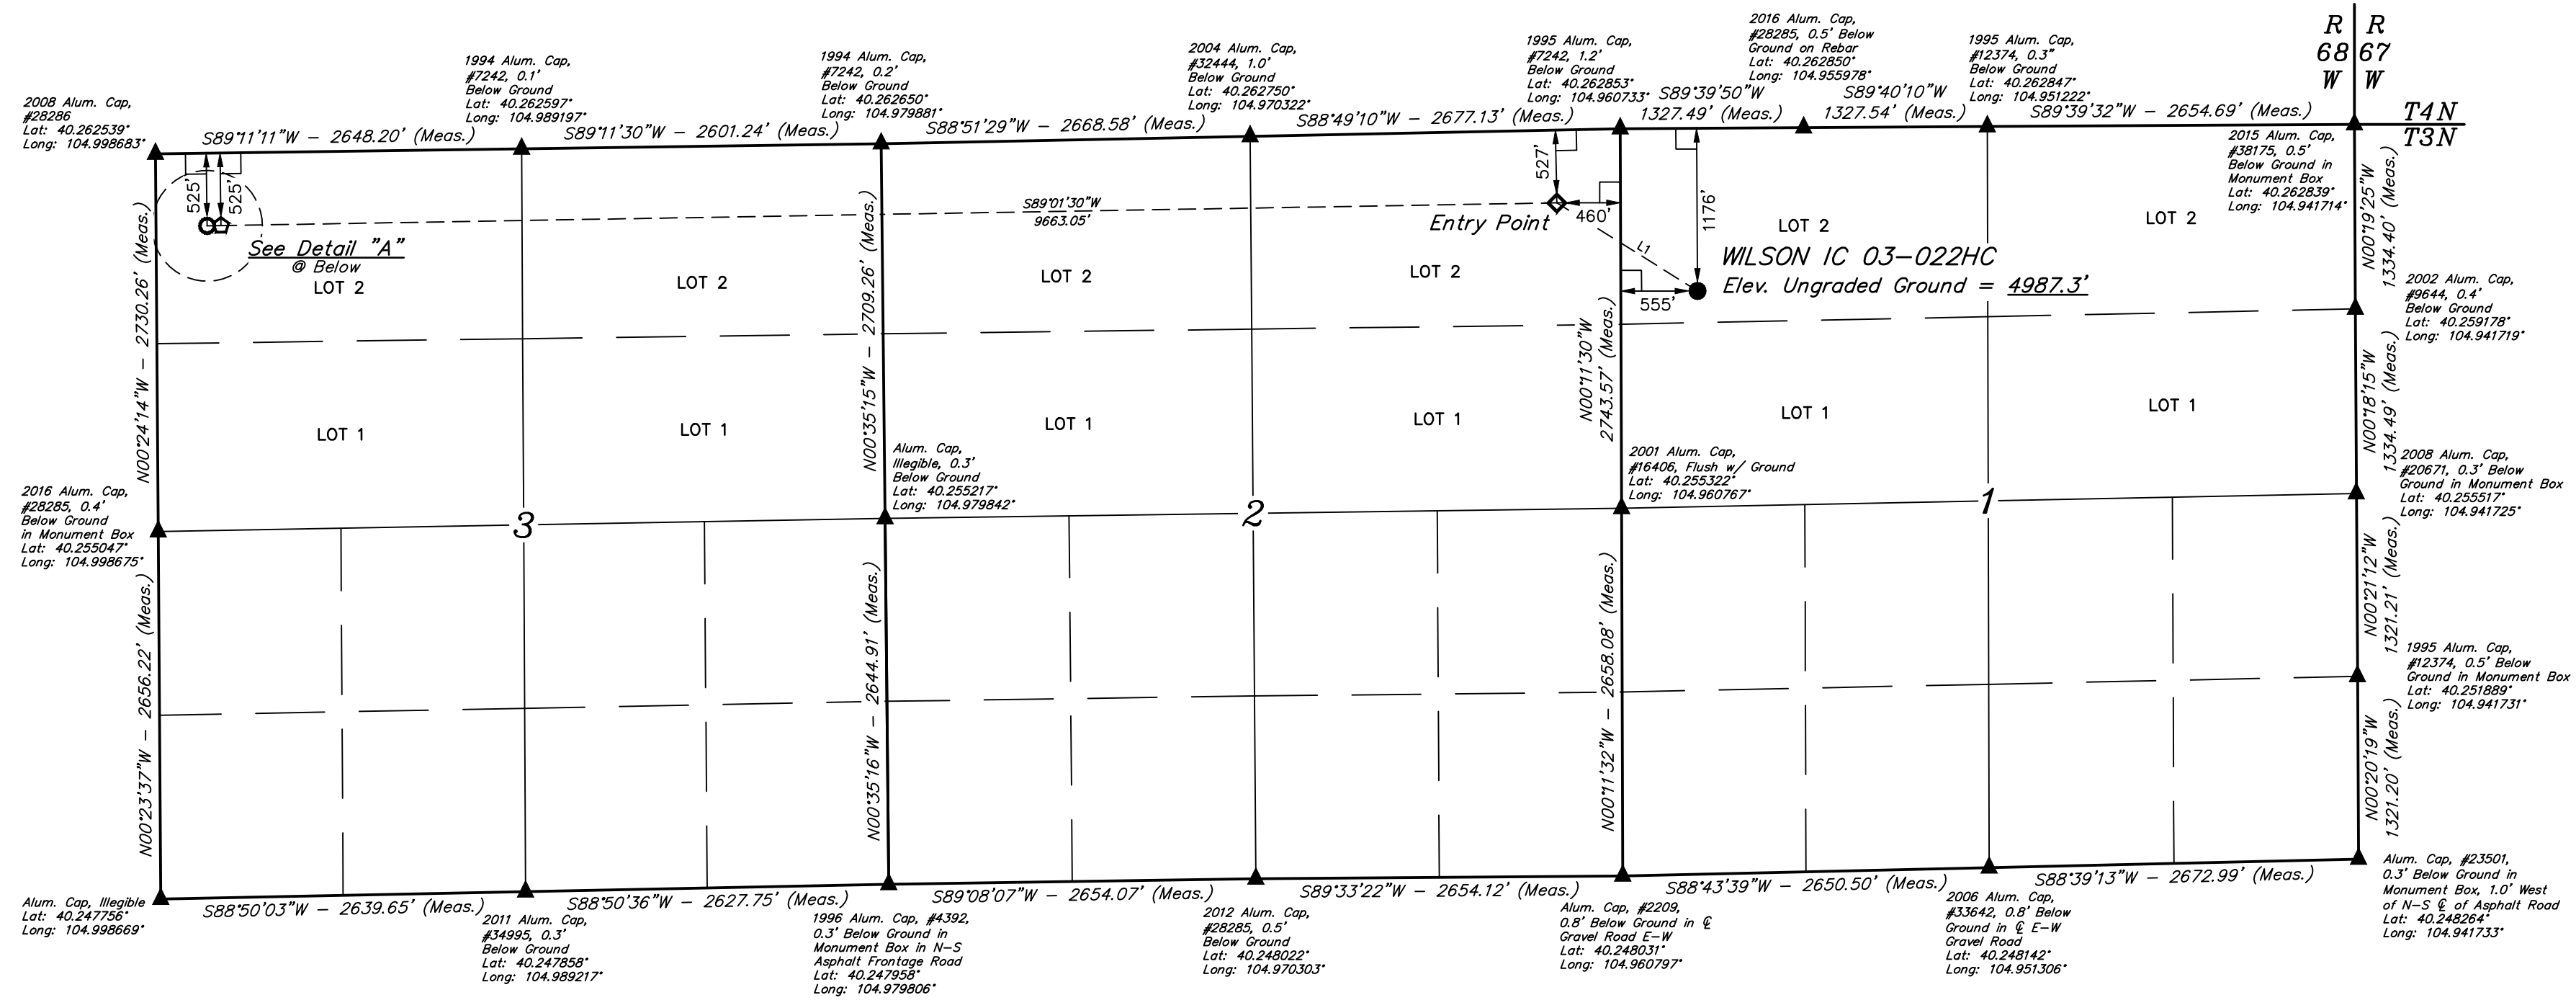 2008 Alum. Cap,
#28286
Lat: 40.262539°
Long: 104.998683°
1994 Alum. Cap,
#7242, 0.1'
Below Ground
Lat: 40.262597°
Long: 104.989197°
1994 Alum. Cap,
#7242, 0.2'
Below Ground
Lat: 40.262650°
Long: 104.979881°
2004 Alum. Cap,
#32444, 1.0'
Below Ground
Lat: 40.262750°
Long: 104.970322°
1995 Alum. Cap,
#7242, 1.2'
Below Ground
Lat: 40.262853°
Long: 104.960733°
2016 Alum. Cap,
#28285, 0.5' Below
Ground on Rebar
Lat: 40.262850°
Long: 104.955978°
1995 Alum. Cap,
#12374, 0.3"
Below Ground
Lat: 40.262847°
Long: 104.951222°
R R
68 67
W W
T4N
T3N
S89°11'11"W - 2648.20' (Meas.)
S89°11'30"W - 2601.24' (Meas.)
S88°51'29"W - 2668.58' (Meas.)
S88°49'10"W - 2677.13' (Meas.)
S89°39'50"W
1327.49' (Meas.)
S89°40'10"W
1327.54' (Meas.)
S89°39'32"W - 2654.69' (Meas.)
2015 Alum. Cap,
#38175, 0.5'
Below Ground in
Monument Box
Lat: 40.262839°
Long: 104.941714°
525'
525'
See Detail "A"
@ Below
S89°01'30"W
9663.05'
527'
460'
Entry Point
L1
1176'
555'
WILSON IC 03-022HC
Elev. Ungraded Ground = 4987.3'
LOT 2
LOT 2
LOT 2
LOT 2
LOT 2
LOT 2
LOT 1
LOT 1
LOT 1
LOT 1
LOT 1
LOT 1
N00°24'14"W - 2730.26' (Meas.)
N00°35'15"W - 2709.26' (Meas.)
N00°11'30"W
2743.57' (Meas.)
N00°19'25"W
1334.40' (Meas.)
2002 Alum. Cap,
#9644, 0.4'
Below Ground
Lat: 40.259178°
Long: 104.941719°
N00°18'15"W
1334.49' (Meas.)
2016 Alum. Cap,
#28285, 0.4'
Below Ground
in Monument Box
Lat: 40.255047°
Long: 104.998675°
Alum. Cap,
Illegible, 0.3'
Below Ground
Lat: 40.255217°
Long: 104.979842°
2001 Alum. Cap,
#16406, Flush w/ Ground
Lat: 40.255322°
Long: 104.960767°
2008 Alum. Cap,
#20671, 0.3' Below
Ground in Monument Box
Lat: 40.255517°
Long: 104.941725°
3
2
1
N00°23'37"W - 2656.22' (Meas.)
N00°35'16"W - 2644.91' (Meas.)
N00°11'32"W - 2658.08' (Meas.)
N00°21'12"W
1321.21' (Meas.)
1995 Alum. Cap,
#12374, 0.5' Below
Ground in Monument Box
Lat: 40.251889°
Long: 104.941731°
N00°20'19"W
1321.20' (Meas.)
Alum. Cap, Illegible
Lat: 40.247756°
Long: 104.998669°
S88°50'03"W - 2639.65' (Meas.)
S88°50'36"W - 2627.75' (Meas.)
S89°08'07"W - 2654.07' (Meas.)
S89°33'22"W - 2654.12' (Meas.)
S88°43'39"W - 2650.50' (Meas.)
S88°39'13"W - 2672.99' (Meas.)
2011 Alum. Cap,
#34995, 0.3'
Below Ground
Lat: 40.247858°
Long: 104.989217°
1996 Alum. Cap, #4392,
0.3' Below Ground in
Monument Box in N-S
Asphalt Frontage Road
Lat: 40.247958°
Long: 104.979806°
2012 Alum. Cap,
#28285, 0.5'
Below Ground
Lat: 40.248022°
Long: 104.970303°
Alum. Cap, #2209,
0.8' Below Ground in ℄
Gravel Road E-W
Lat: 40.248031°
Long: 104.960797°
2006 Alum. Cap,
#33642, 0.8' Below
Ground in ℄ E-W
Gravel Road
Lat: 40.248142°
Long: 104.951306°
Alum. Cap, #23501,
0.3' Below Ground in
Monument Box, 1.0' West
of N-S ℄ of Asphalt Road
Lat: 40.248264°
Long: 104.941733°